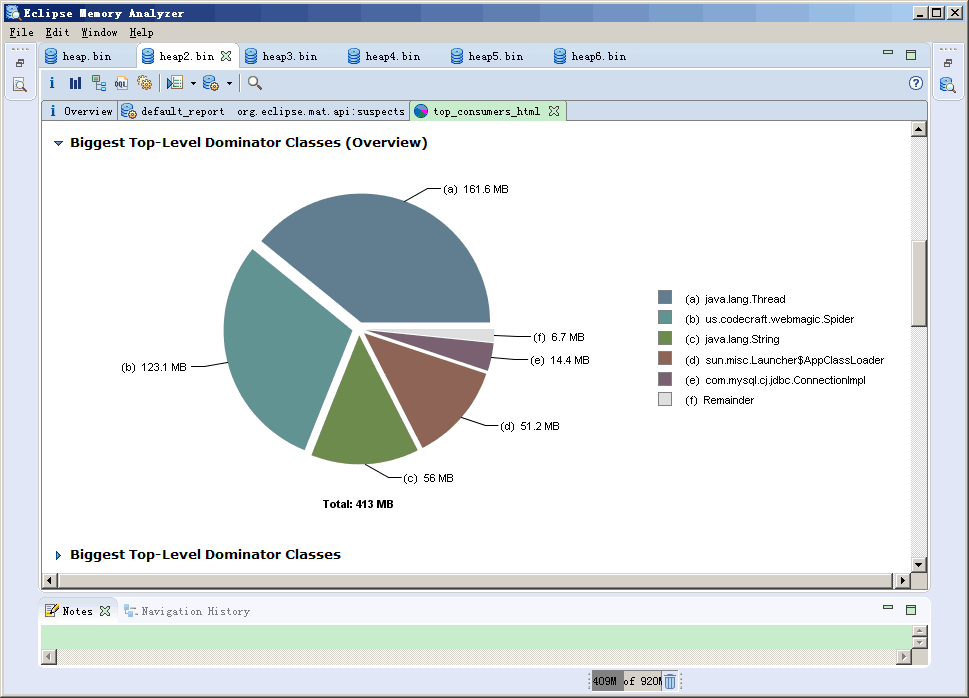 Eclipse Memory Analyzer
File Edit Window Help
heap.bin heap2.bin heap3.bin heap4.bin heap5.bin heap6.bin
i OQL ?
i Overview default_report org.eclipse.mat.api:suspects top_consumers_html
Biggest Top-Level Dominator Classes (Overview)
(a) 161.6 MB
(f) 6.7 MB
(e) 14.4 MB
(b) 123.1 MB
(d) 51.2 MB
(c) 56 MB
Total: 413 MB
(a) java.lang.Thread
(b) us.codecraft.webmagic.Spider
(c) java.lang.String
(d) sun.misc.Launcher$AppClassLoader
(e) com.mysql.cj.jdbc.ConnectionImpl
(f) Remainder
Biggest Top-Level Dominator Classes
Notes Navigation History
409M of 920M